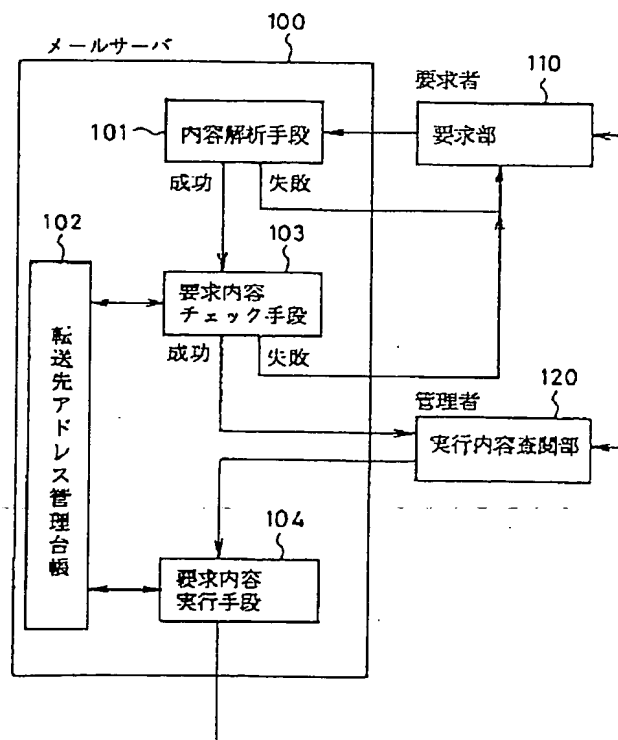 100
メールサーバ
110
要求者
101
内容解析手段
要求部
成功
失敗
102
103
要求内容
チェック手段
転送先アドレス管理台帳
成功
失敗
120
管理者
実行内容査閲部
104
要求内容
実行手段